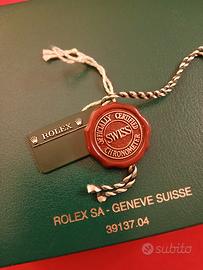 ROLEX
OFFICIALLY CERTIFIED
SWISS
CHRONOMETER
ROLEX SA - GENEVE SUISSE
39137.04
subito